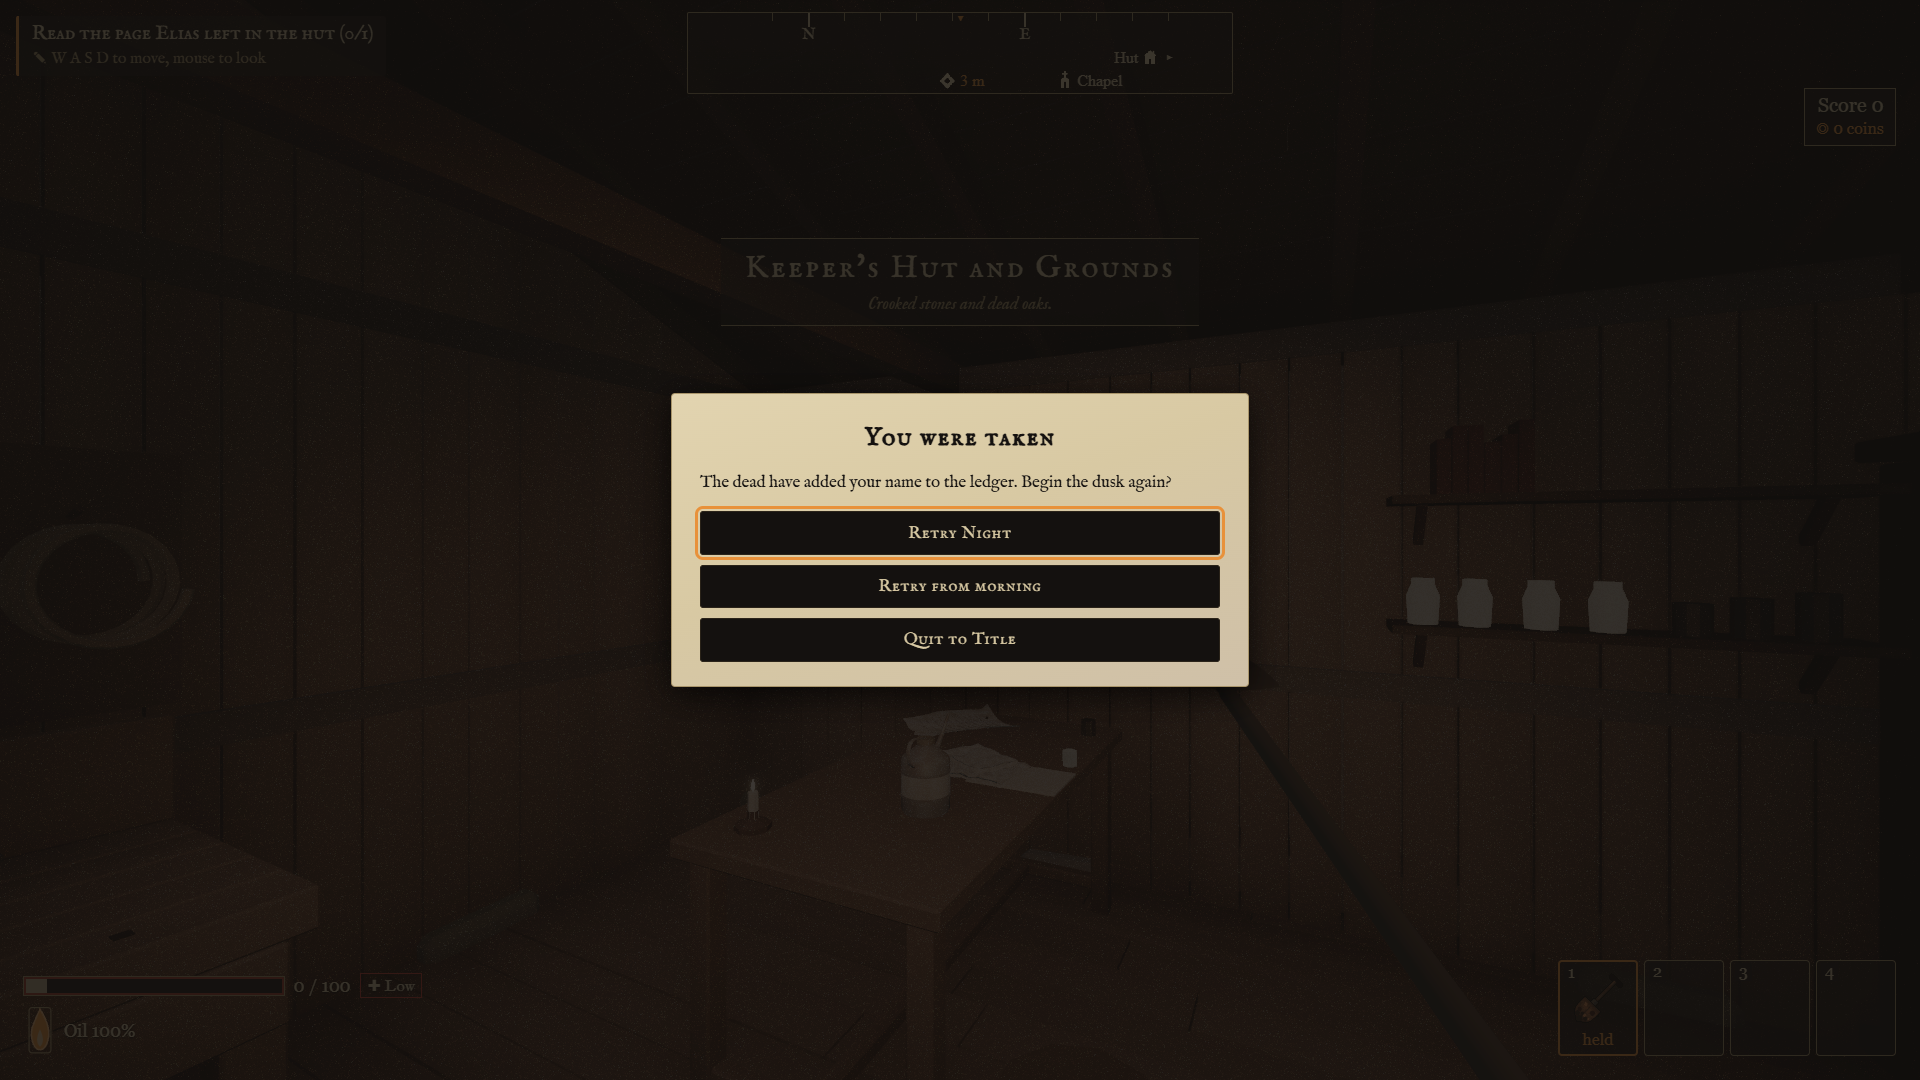 Read the page Elias left in the hut (0/1)
W A S D to move, mouse to look
N
E
Hut
3 m
Chapel
Score 0
0 coins
Keeper's Hut and Grounds
Crooked stones and dead oaks.
You were taken
The dead have added your name to the ledger. Begin the dusk again?
Retry Night
Retry from morning
Quit to Title
0 / 100
Low
Oil 100%
1
2
3
4
held